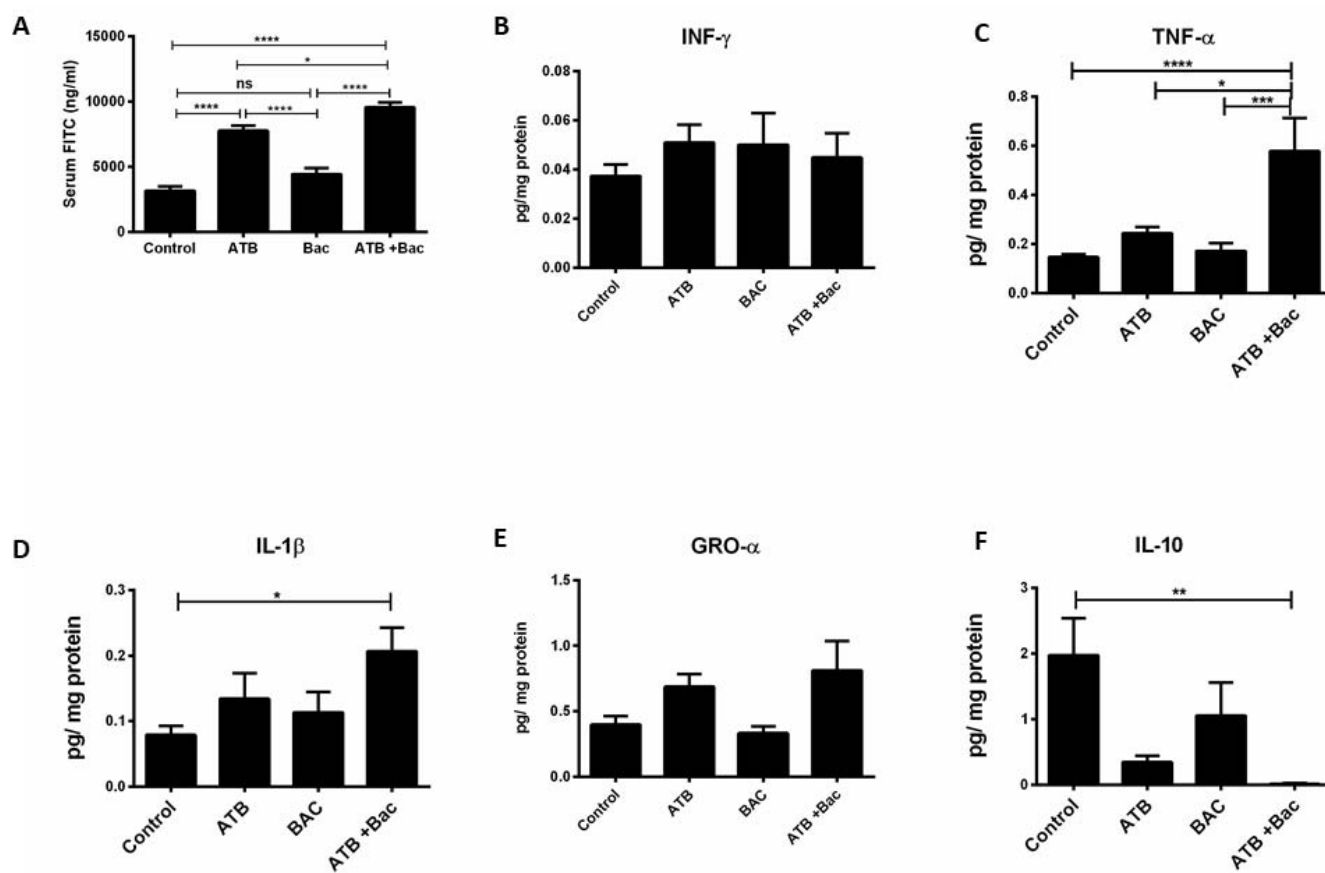 A
Serum FITC (ng/ml)
15000
10000
5000
0
****
*
ns
****
****
****
Control ATB Bac ATB +Bac
B
INF-γ
pg/mg protein
0.08
0.06
0.04
0.02
0.00
Control ATB BAC ATB +Bac
C
TNF-α
pg/ mg protein
0.8
0.6
0.4
0.2
0.0
****
*
***
Control ATB BAC ATB +Bac
D
IL-1β
pg/ mg protein
0.3
0.2
0.1
0.0
*
Control ATB BAC ATB +Bac
E
GRO-α
pg/ mg protein
1.5
1.0
0.5
0.0
Control ATB BAC ATB +Bac
F
IL-10
pg/ mg protein
3
2
1
0
**
Control ATB BAC ATB +Bac